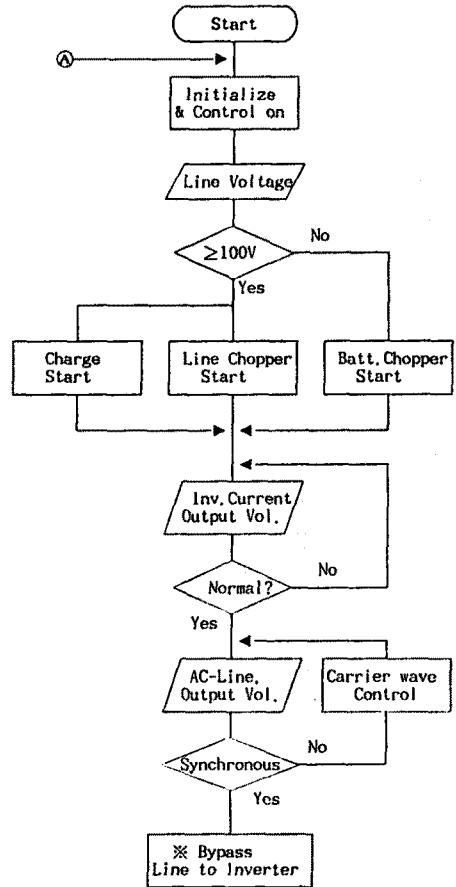 Start
Ⓐ
Initialize
& Control on
Line Voltage
≥100V
No
Yes
Charge
Start
Line Chopper
Start
Batt.Chopper
Start
Inv.Current
Output Vol.
Normal?
No
Yes
AC-Line.
Output Vol.
Carrier wave
Control
Synchronous
No
Yes
※ Bypass
Line to Inverter